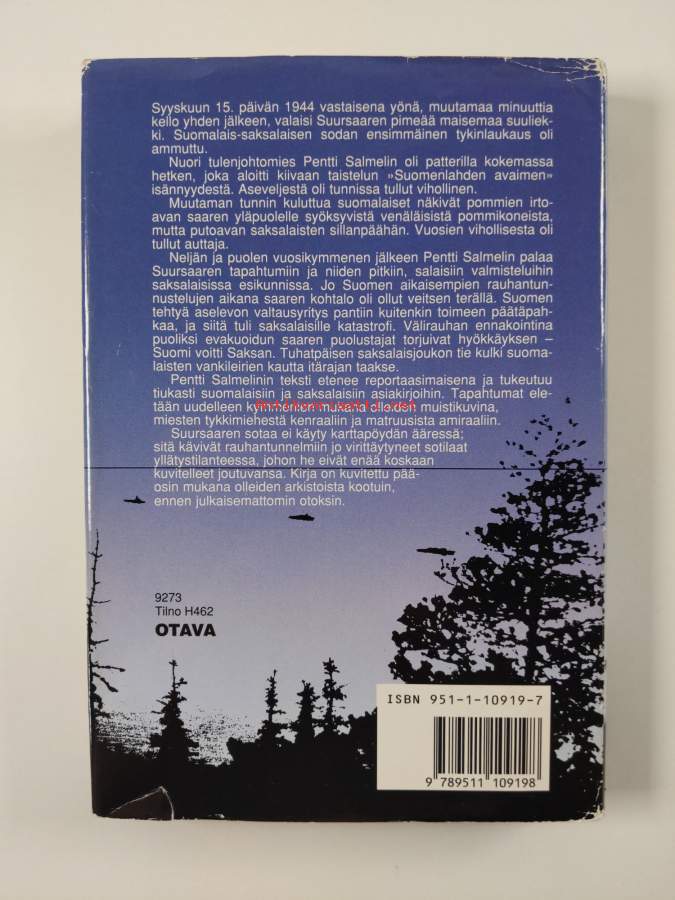 Syyskuun 15. päivän 1944 vastaisena yönä, muutamaa minuuttia
kello yhden jälkeen, valaisi Suursaaren pimeää maisemaa suuliek-
ki. Suomalais-saksalaisen sodan ensimmäinen tykinlaukaus oli
ammuttu.
Nuori tulenjohtomies Pentti Salmelin oli patterilla kokemassa
hetken, joka aloitti kiivaan taistelun »Suomenlahden avaimen»
isännyydestä. Aseveljestä oli tunnissa tullut vihollinen.
Muutaman tunnin kuluttua suomalaiset näkivät pommien irto-
avan saaren yläpuolelle syöksyvistä venäläisistä pommikoneista,
mutta putoavan saksalaisten sillanpäähän. Vuosien vihollisesta oli
tullut auttaja.
Neljän ja puolen vuosikymmenen jälkeen Pentti Salmelin palaa
Suursaaren tapahtumiin ja niiden pitkiin, salaisiin valmisteluihin
saksalaisissa esikunnissa. Jo Suomen aikaisempien rauhantun-
nustelujen aikana saaren kohtalo oli ollut veitsen terällä. Suomen
tehtyä aselevon valtausyritys pantiin kuitenkin toimeen päätäpah-
kaa, ja siitä tuli saksalaisille katastrofi. Välirauhan ennakointina
puoliksi evakuoidun saaren puolustajat torjuivat hyökkäyksen –
Suomi voitti Saksan. Tuhatpäisen saksalaisjoukon tie kulki suoma-
laisten vankileirien kautta itärajan taakse.
Pentti Salmelinin teksti etenee reportaasimaisena ja tukeutuu
tiukasti suomalaisiin ja saksalaisiin asiakirjoihin. Tapahtumat ele-
tään uudelleen kymmenien mukana olleiden muistikuvina,
miesten tykkimiehestä kenraaliin ja matruusista amiraaliin.
Suursaaren sotaa ei käyty karttapöydän ääressä;
sitä kävivät rauhantunnelmiin jo virittäytyneet sotilaat
yllätystilanteessa, johon he eivät enää koskaan
kuvitelleet joutuvansa. Kirja on kuvitettu pää-
osin mukana olleiden arkistoista kootuin,
ennen julkaisemattomin otoksin.
9273
Tilno H462
OTAVA
ISBN 951-1-10919-7
9 789511 109198